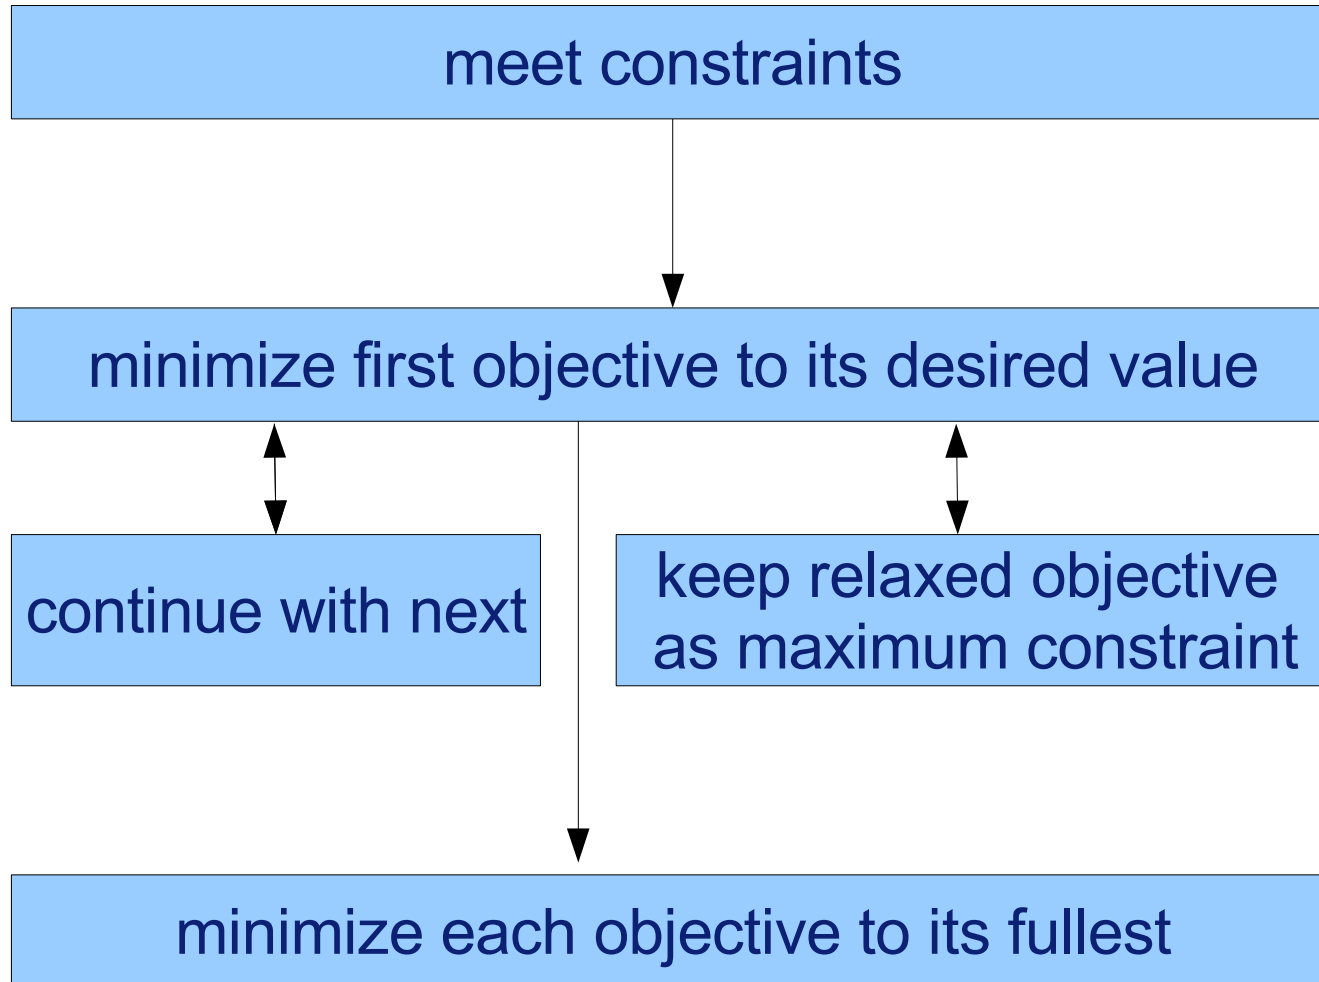 meet constraints
minimize first objective to its desired value
continue with next
keep relaxed objective
as maximum constraint
minimize each objective to its fullest